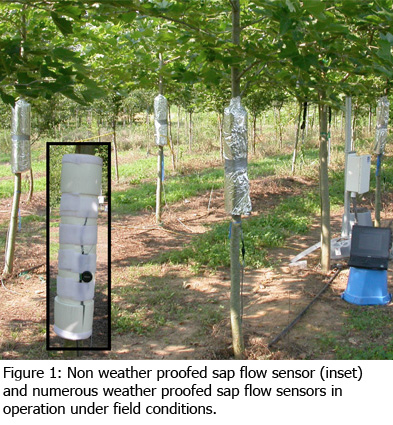 Figure 1: Non weather proofed sap flow sensor (inset)
and numerous weather proofed sap flow sensors in
operation under field conditions.